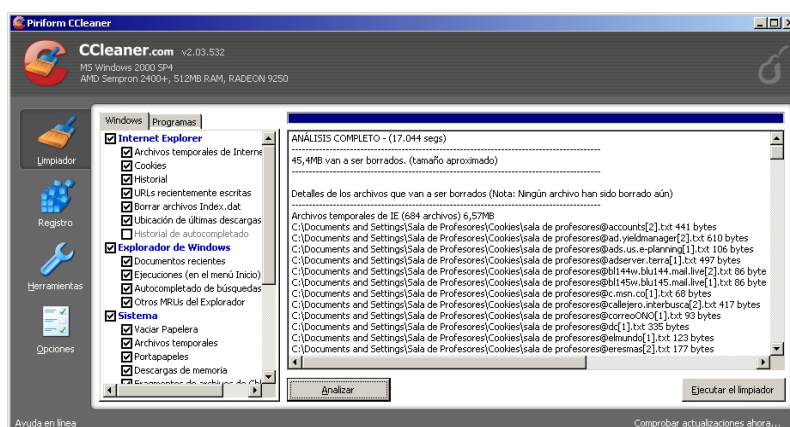 Piriform CCleaner
CCleaner.com v2.03.532
MS Windows 2000 SP4
AMD Sempron 2400+, 512MB RAM, RADEON 9250
Limpiador
Registro
Herramientas
Opciones
Windows
Programas
Internet Explorer
Archivos temporales de Interne
Cookies
Historial
URLs recientemente escritas
Borrar archivos Index.dat
Ubicación de últimas descargas
Historial de autocompletado
Explorador de Windows
Documentos recientes
Ejecuciones (en el menú Inicio)
Autocompletado de búsquedas
Otros MRUs del Explorador
Sistema
Vaciar Papelera
Archivos temporales
Portapapeles
Descargas de memoria
Fragmentos de archivos de
ANÁLISIS COMPLETO - (17.044 segs)
45,4MB van a ser borrados. (tamaño aproximado)
Detalles de los archivos que van a ser borrados (Nota: Ningún archivo han sido borrado aún)
Archivos temporales de IE (684 archivos) 6,57MB
C:\Documents and Settings\Sala de Profesores\Cookies\sala de profesores@accounts[2].txt 441 bytes
C:\Documents and Settings\Sala de Profesores\Cookies\sala de profesores@ad.yieldmanager[2].txt 610 bytes
C:\Documents and Settings\Sala de Profesores\Cookies\sala de profesores@ads.us.e-planning[1].txt 106 bytes
C:\Documents and Settings\Sala de Profesores\Cookies\sala de profesores@adserver.terra[1].txt 497 bytes
C:\Documents and Settings\Sala de Profesores\Cookies\sala de profesores@bl144w.blu144.mail.live[2].txt 86 byte
C:\Documents and Settings\Sala de Profesores\Cookies\sala de profesores@bl145w.blu145.mail.live[1].txt 86 byte
C:\Documents and Settings\Sala de Profesores\Cookies\sala de profesores@c.msn.co[1].txt 68 bytes
C:\Documents and Settings\Sala de Profesores\Cookies\sala de profesores@callejero.interbusca[2].txt 417 bytes
C:\Documents and Settings\Sala de Profesores\Cookies\sala de profesores@correoONO[1].txt 93 bytes
C:\Documents and Settings\Sala de Profesores\Cookies\sala de profesores@dc[1].txt 335 bytes
C:\Documents and Settings\Sala de Profesores\Cookies\sala de profesores@elmundo[1].txt 123 bytes
C:\Documents and Settings\Sala de Profesores\Cookies\sala de profesores@eresmas[2].txt 177 bytes
Analizar
Ejecutar el limpiador
Ayuda en línea
Comprobar actualizaciones ahora...